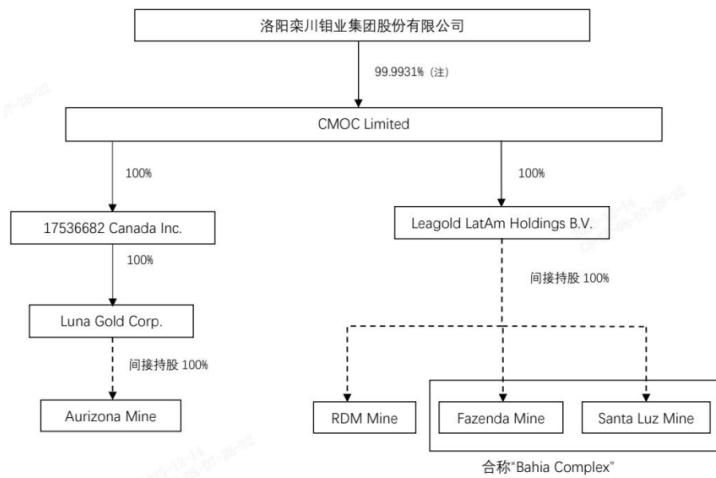 洛阳栾川钼业集团股份有限公司
99.9931%（注）
CMOC Limited
100%
100%
17536682 Canada Inc.
Leagold LatAm Holdings B.V.
100%
间接持股 100%
Luna Gold Corp.
间接持股 100%
Aurizona Mine
RDM Mine
Fazenda Mine
Santa Luz Mine
合称“Bahia Complex”